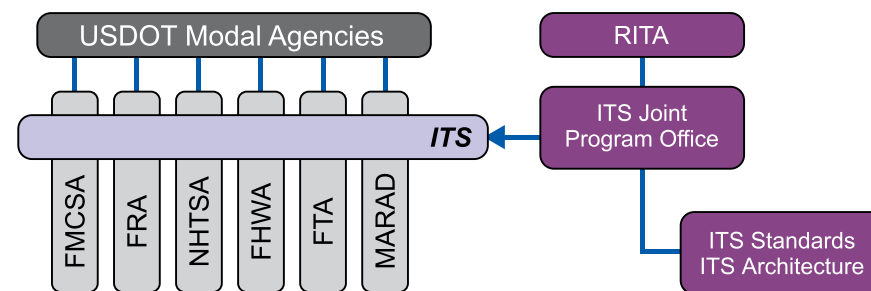 USDOT Modal Agencies
RITA
ITS Joint
Program Office
ITS
FMCSA
FRA
NHTSA
FHWA
FTA
MARAD
ITS Standards
ITS Architecture